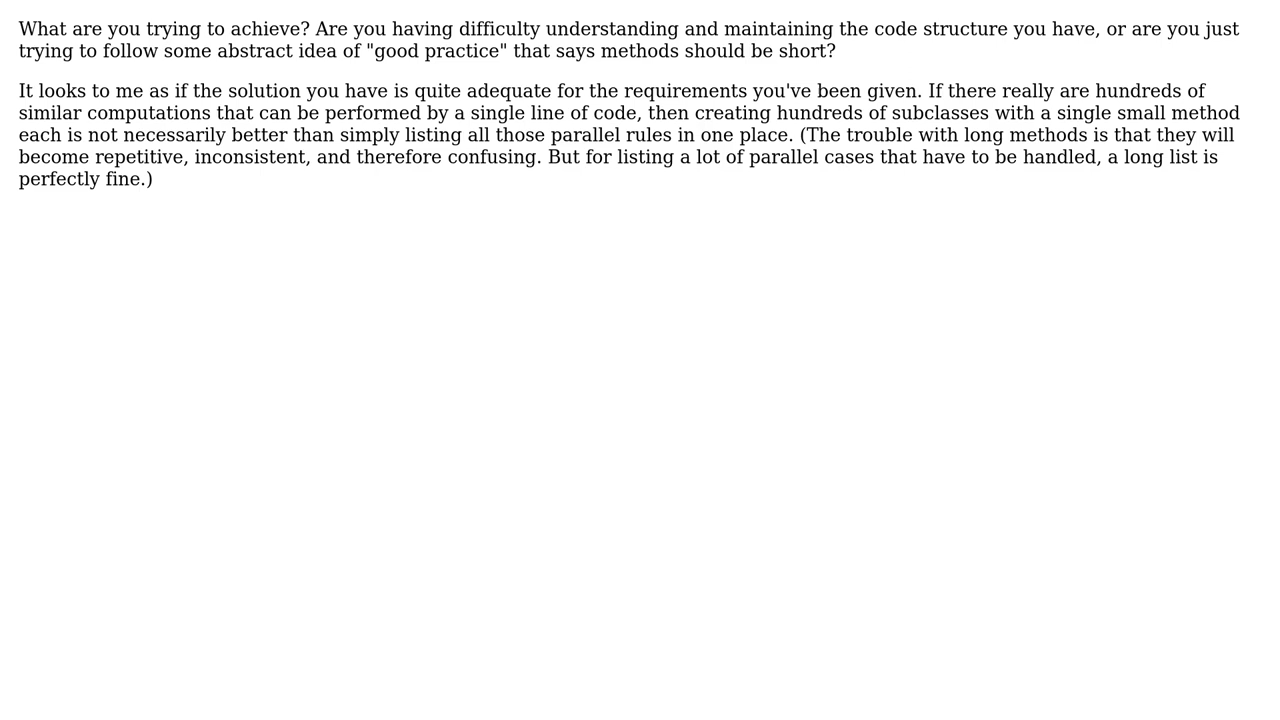 What are you trying to achieve? Are you having difficulty understanding and maintaining the code structure you have, or are you just
trying to follow some abstract idea of "good practice" that says methods should be short?
It looks to me as if the solution you have is quite adequate for the requirements you've been given. If there really are hundreds of
similar computations that can be performed by a single line of code, then creating hundreds of subclasses with a single small method
each is not necessarily better than simply listing all those parallel rules in one place. (The trouble with long methods is that they will
become repetitive, inconsistent, and therefore confusing. But for listing a lot of parallel cases that have to be handled, a long list is
perfectly fine.)